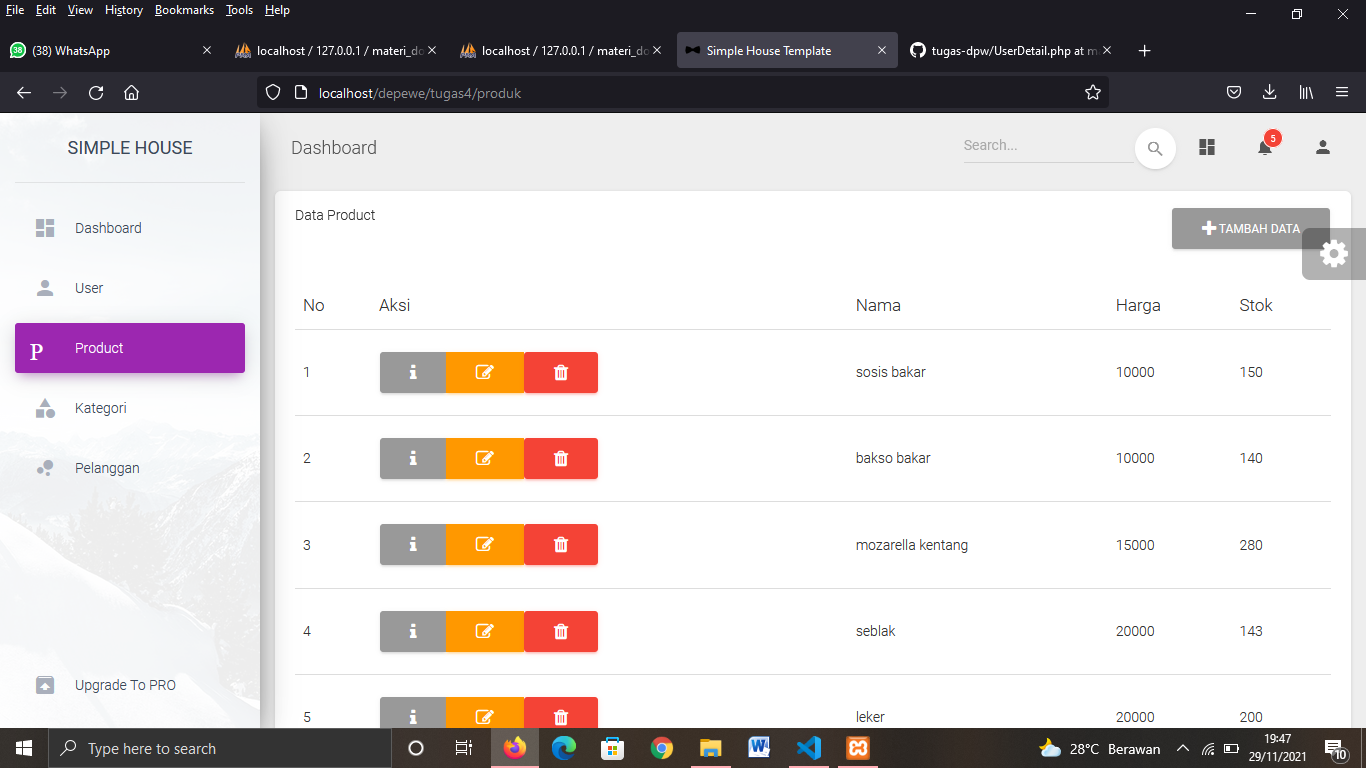 File Edit View History Bookmarks Tools Help
38 (38) WhatsApp
localhost / 127.0.0.1 / materi_do
localhost / 127.0.0.1 / materi_do
Simple House Template
tugas-dpw/UserDetail.php at m
localhost/depewe/tugas4/produk
SIMPLE HOUSE
Dashboard
User
P Product
Kategori
Pelanggan
Upgrade To PRO
Dashboard
Search...
5
Data Product
TAMBAH DATA
No Aksi Nama Harga Stok
1 sosis bakar 10000 150
2 bakso bakar 10000 140
3 mozarella kentang 15000 280
4 seblak 20000 143
5 leker 20000 200
Type here to search
28°C Berawan
19:47
29/11/2021
10